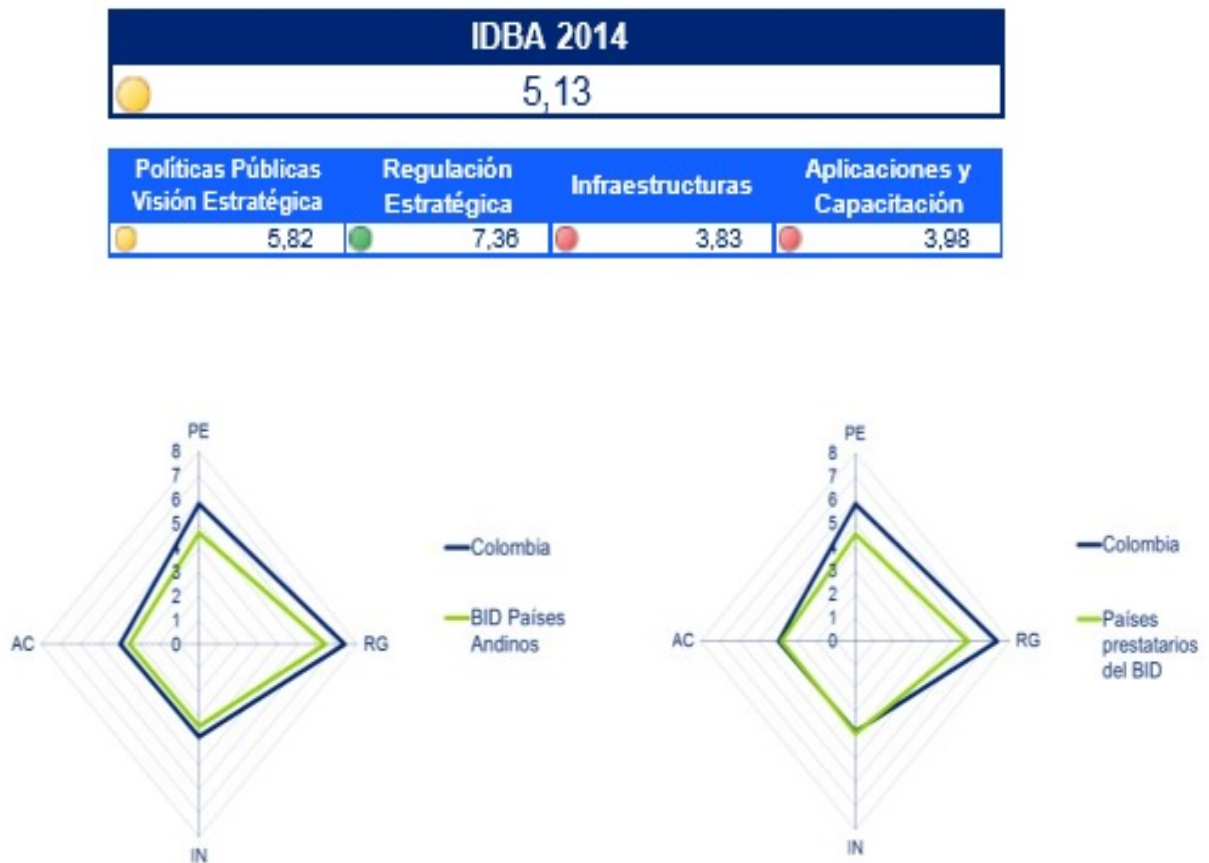 IDBA 2014
5,13
Políticas Públicas
Visión Estratégica
Regulación
Estratégica
Infraestructuras
Aplicaciones y
Capacitación
5,82
7,36
3,83
3,98
PE
8
7
6
5
4
3
2
1
0
AC
RG
IN
Colombia
BID Países
Andinos
PE
8
7
6
5
4
3
2
1
0
AC
RG
IN
Colombia
Países
prestatarios
del BID